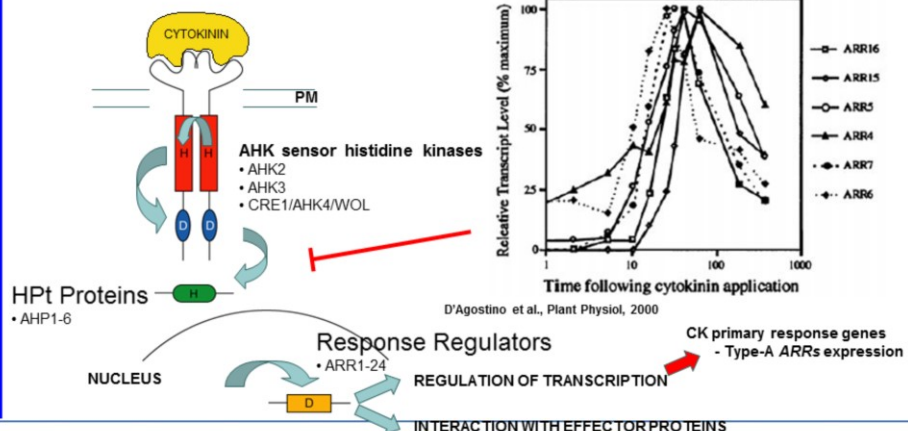 CYTOKININ
PM
H
H
AHK sensor histidine kinases
• AHK2
• AHK3
• CRE1/AHK4/WOL
D
D
HPt Proteins
• AHP1-6
H
NUCLEUS
Response Regulators
• ARR1-24
D
REGULATION OF TRANSCRIPTION
INTERACTION WITH EFFECTOR PROTEINS
CK primary response genes
- Type-A ARRs expression
Releative Transcript Level (% maximum)
100
75
50
25
0
1
10
100
1000
Time following cytokinin application
ARR16
ARR15
ARR5
ARR4
ARR7
ARR6
D'Agostino et al., Plant Physiol, 2000